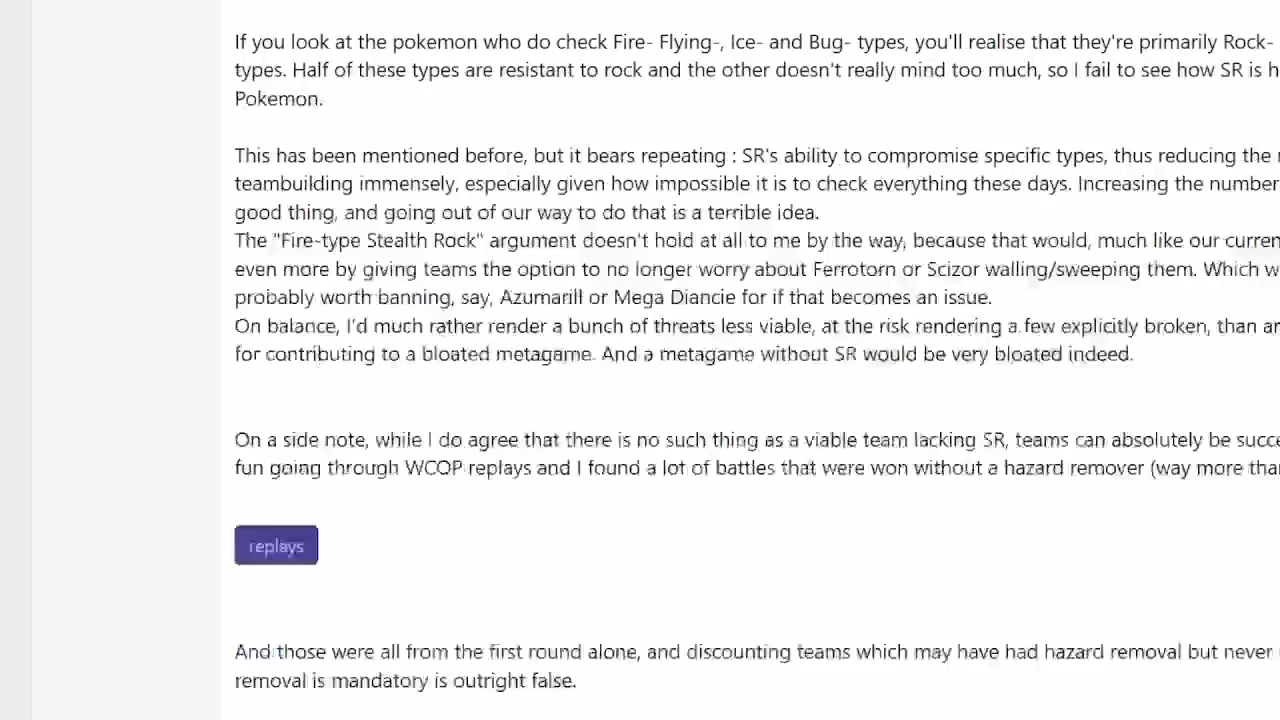 If you look at the pokemon who do check Fire- Flying-, Ice- and Bug- types, you'll realise that they're primarily Rock-
types. Half of these types are resistant to rock and the other doesn't really mind too much, so I fail to see how SR is
Pokemon.
This has been mentioned before, but it bears repeating : SR's ability to compromise specific types, thus reducing the
teambuilding immensely, especially given how impossible it is to check everything these days. Increasing the number
good thing, and going out of our way to do that is a terrible idea.
The "Fire-type Stealth Rock" argument doesn't hold at all to me by the way, because that would, much like our
even more by giving teams the option to no longer worry about Ferrotorn or Scizor walling/sweeping them. Which
probably worth banning, say, Azumarill or Mega Diancie for if that becomes an issue.
On balance, I'd much rather render a bunch of threats less viable, at the risk rendering a few explicitly broken, than
for contributing to a bloated metagame. And a metagame without SR would be very bloated indeed.
On a side note, while I do agree that there is no such thing as a viable team lacking SR, teams can absolutely be
fun going through WCOP replays and I found a lot of battles that were won without a hazard remover (way more
replays
And those were all from the first round alone, and discounting teams which may have had hazard removal but never
removal is mandatory is outright false.